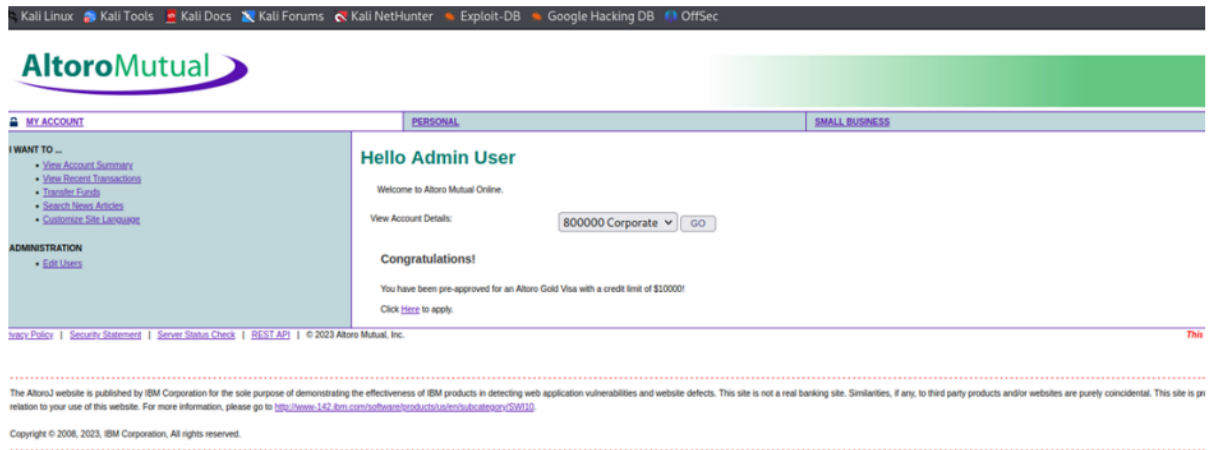 Kali Linux Kali Tools Kali Docs Kali Forums Kali NetHunter Exploit-DB Google Hacking DB OffSec
AltoroMutual
MY ACCOUNT PERSONAL SMALL BUSINESS
I WANT TO ...
• View Account Summary
• View Recent Transactions
• Transfer Funds
• Search News Articles
• Customize Site Language
ADMINISTRATION
• Edit Users
Hello Admin User
Welcome to Altoro Mutual Online.
View Account Details: 800000 Corporate GO
Congratulations!
You have been pre-approved for an Altoro Gold Visa with a credit limit of $10000!
Click Here to apply.
ivacy Policy | Security Statement | Server Status Check | REST API | © 2023 Altoro Mutual, Inc. This
The AltoroJ website is published by IBM Corporation for the sole purpose of demonstrating the effectiveness of IBM products in detecting web application vulnerabilities and website defects. This site is not a real banking site. Similarities, if any, to third party products and/or websites are purely coincidental. This site is pr
relation to your use of this website. For more information, please go to http://www-142.ibm.com/software/products/us/en/subcategory/SWI10.
Copyright © 2008, 2023, IBM Corporation, All rights reserved.